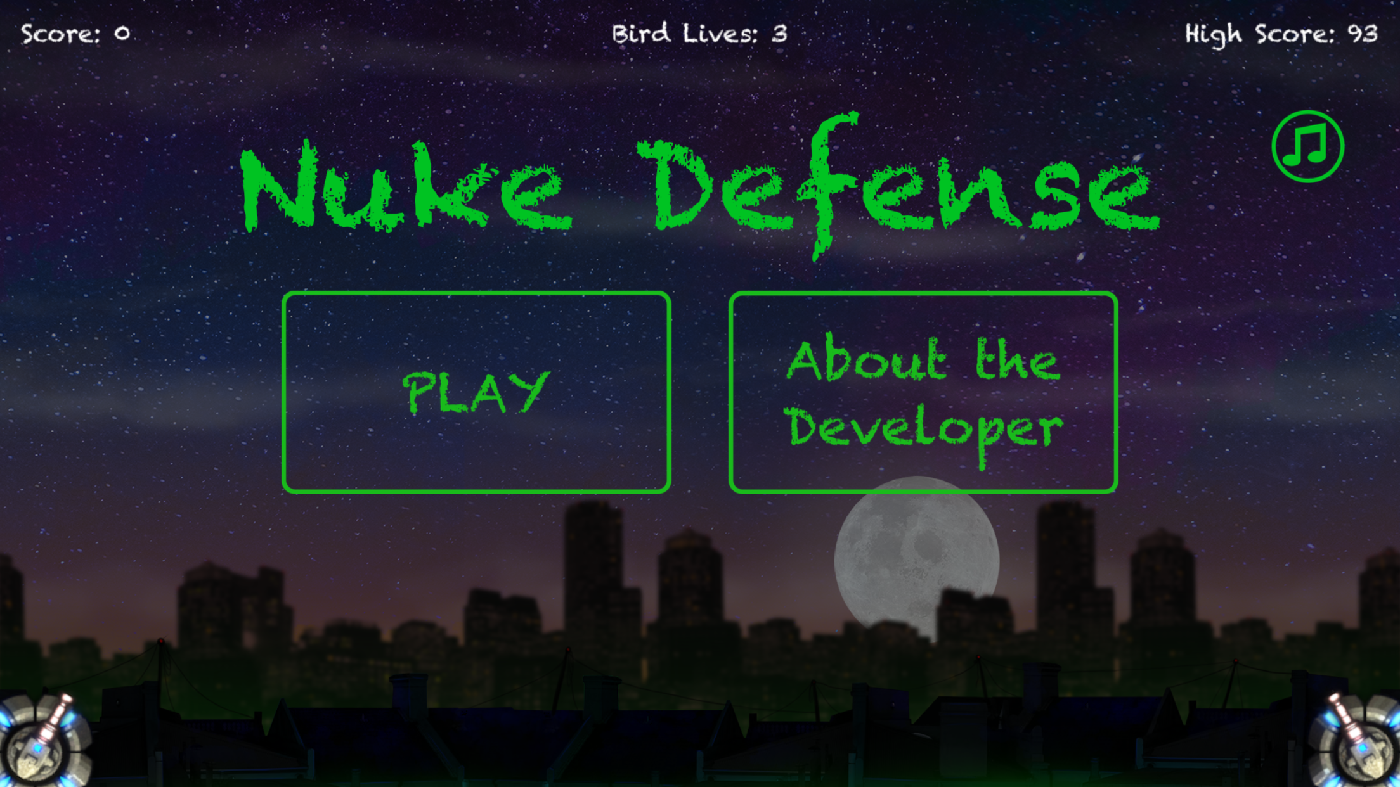 Score: 0
Bird Lives: 3
High Score: 93
Nuke Defense
PLAY
About the
Developer